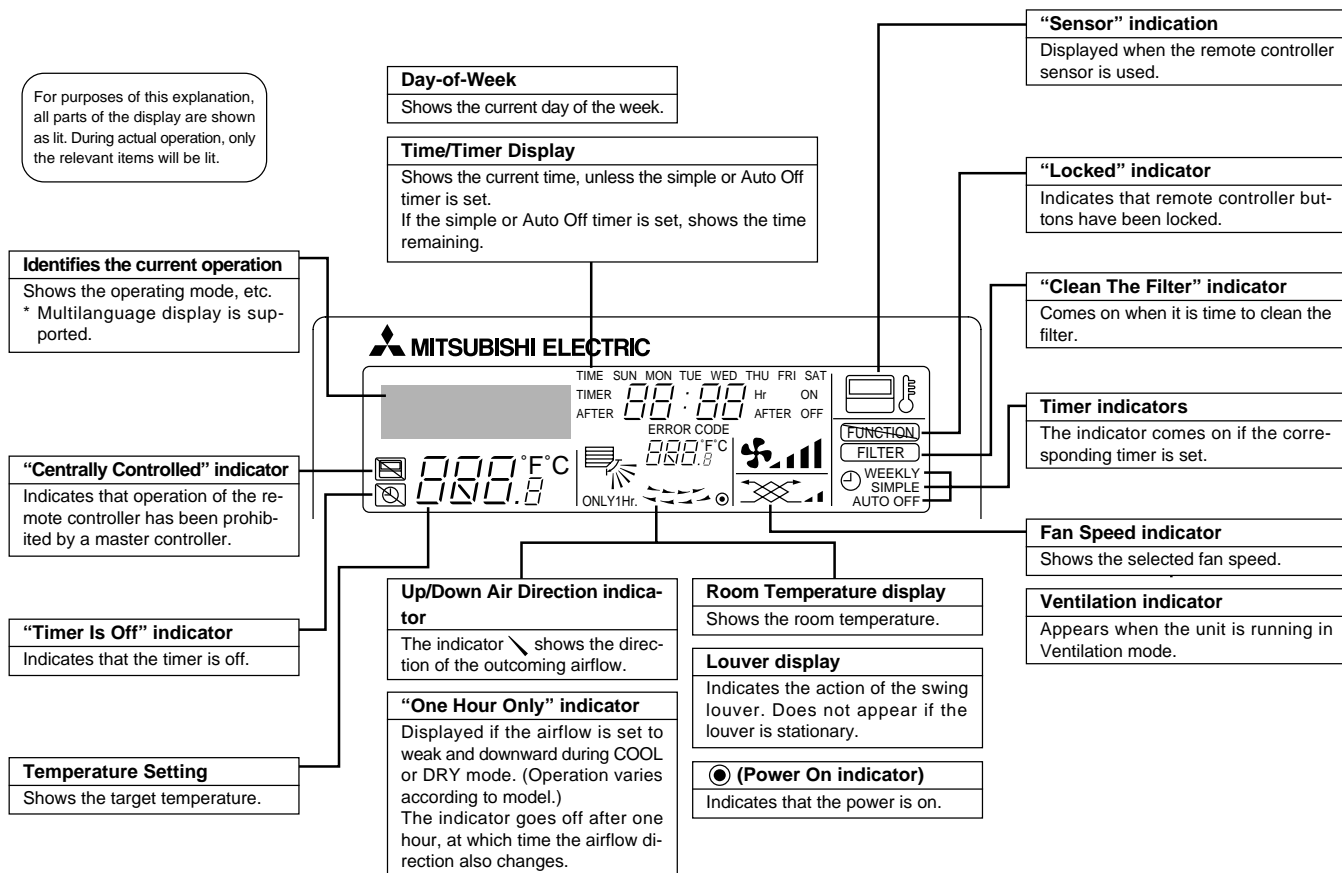 For purposes of this explanation,
all parts of the display are shown
as lit. During actual operation, only
the relevant items will be lit.
Day-of-Week
Shows the current day of the week.
Time/Timer Display
Shows the current time, unless the simple or Auto Off
timer is set.
If the simple or Auto Off timer is set, shows the time
remaining.
“Sensor” indication
Displayed when the remote controller
sensor is used.
“Locked” indicator
Indicates that remote controller but-
tons have been locked.
“Clean The Filter” indicator
Comes on when it is time to clean the
filter.
Timer indicators
The indicator comes on if the corre-
sponding timer is set.
Fan Speed indicator
Shows the selected fan speed.
Ventilation indicator
Appears when the unit is running in
Ventilation mode.
Identifies the current operation
Shows the operating mode, etc.
* Multilanguage display is sup-
ported.
“Centrally Controlled” indicator
Indicates that operation of the re-
mote controller has been prohib-
ited by a master controller.
“Timer Is Off” indicator
Indicates that the timer is off.
Temperature Setting
Shows the target temperature.
MITSUBISHI ELECTRIC
TIME SUN MON TUE WED THU FRI SAT
TIMER 88:88 Hr ON
AFTER AFTER OFF
ERROR CODE
888.8 °F°C
888.8 °F°C
ONLY1Hr.
FUNCTION
FILTER
WEEKLY
SIMPLE
AUTO OFF
Up/Down Air Direction indica-
tor
The indicator shows the direc-
tion of the outcoming airflow.
“One Hour Only” indicator
Displayed if the airflow is set to
weak and downward during COOL
or DRY mode. (Operation varies
according to model.)
The indicator goes off after one
hour, at which time the airflow di-
rection also changes.
Room Temperature display
Shows the room temperature.
Louver display
Indicates the action of the swing
louver. Does not appear if the
louver is stationary.
(Power On indicator)
Indicates that the power is on.